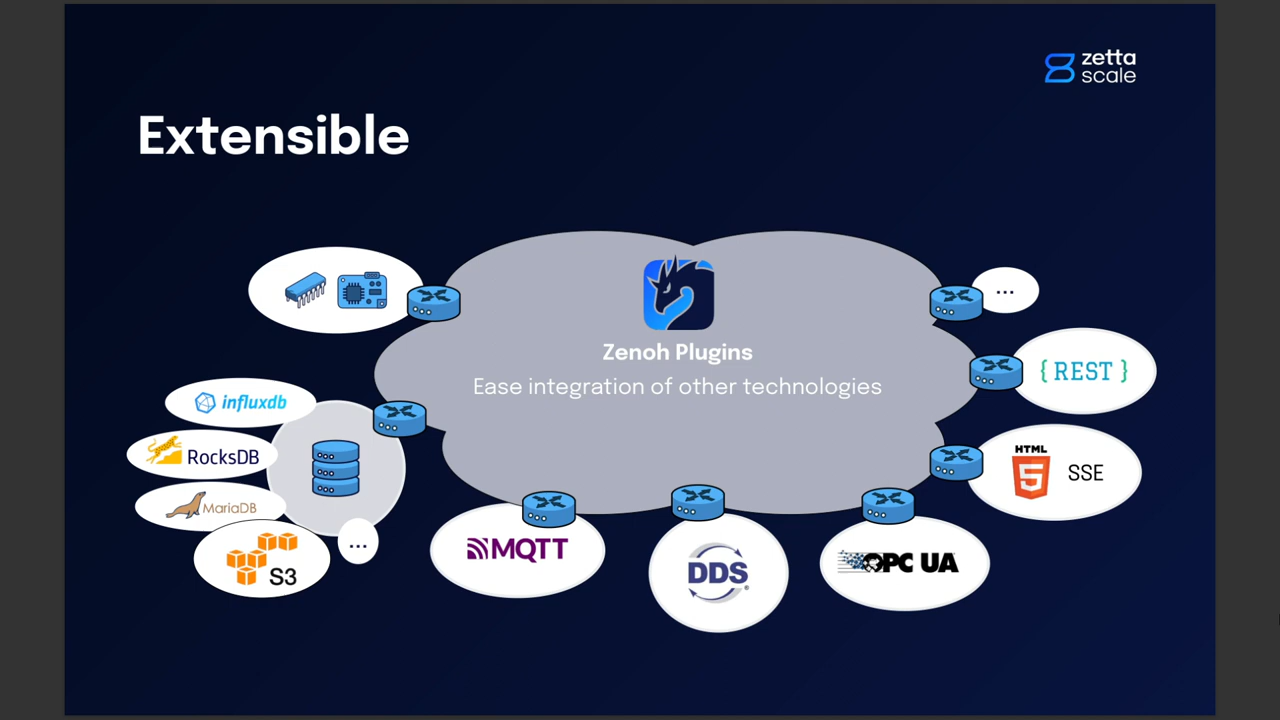 zetta
scale
Extensible
Zenoh Plugins
Ease integration of other technologies
...
{ REST }
influxdb
RocksDB
MariaDB
S3
...
MQTT
DDS
OPC UA
HTML
5
SSE